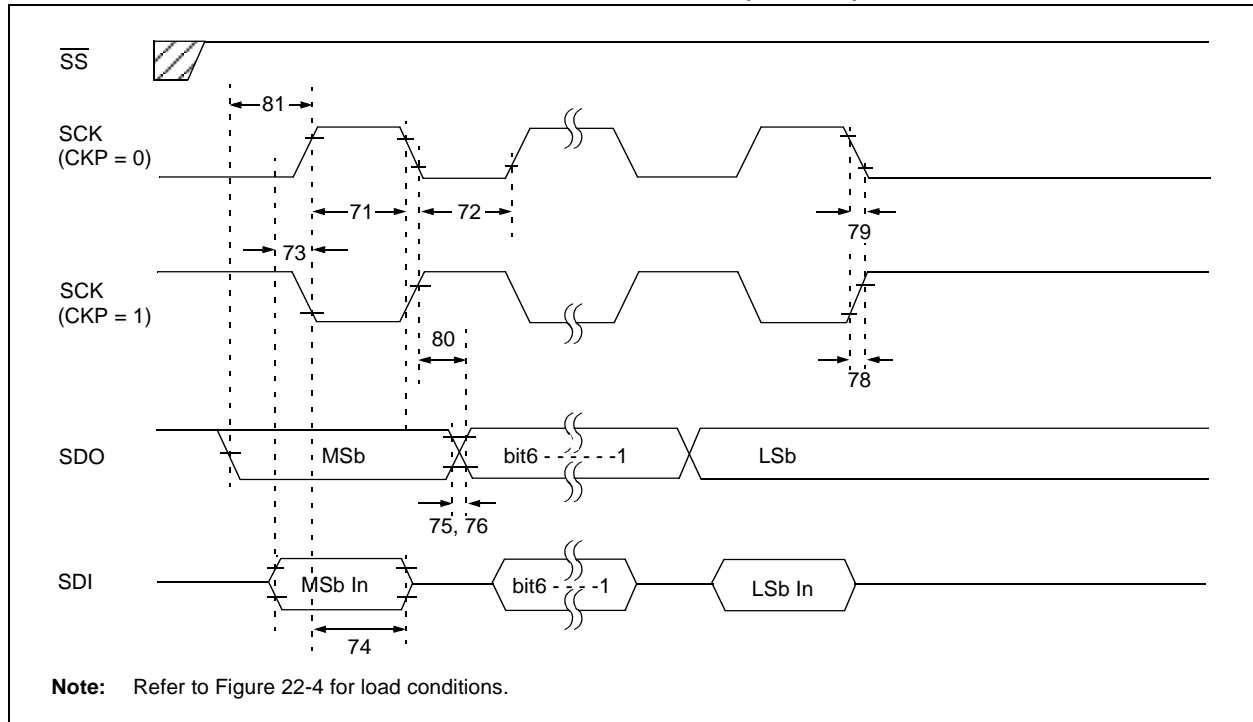 SS
81
SCK
(CKP = 0)
71
72
79
73
SCK
(CKP = 1)
80
78
SDO
MSb
bit6 - - - - - -1
LSb
75, 76
SDI
MSb In
bit6 - - - -1
LSb In
74
Note: Refer to Figure 22-4 for load conditions.